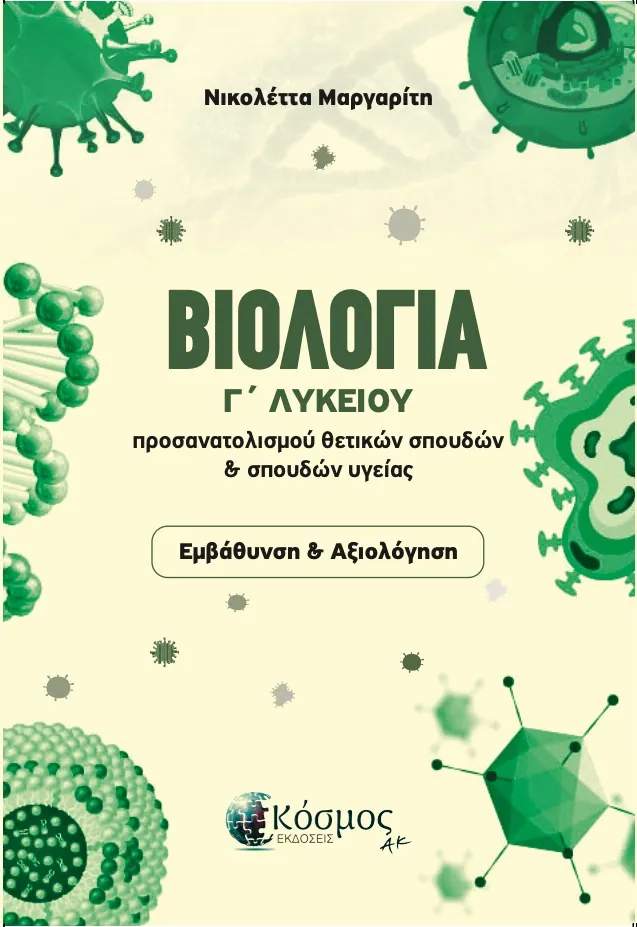 Νικολέττα Μαργαρίτη
ΒΙΟΛΟΓΙΑ
Γ΄ ΛΥΚΕΙΟΥ
προσανατολισμού θετικών σπουδών
& σπουδών υγείας
Εμβάθυνση & Αξιολόγηση
Κόσμος
ΕΚΔΟΣΕΙΣ
ΑΚ